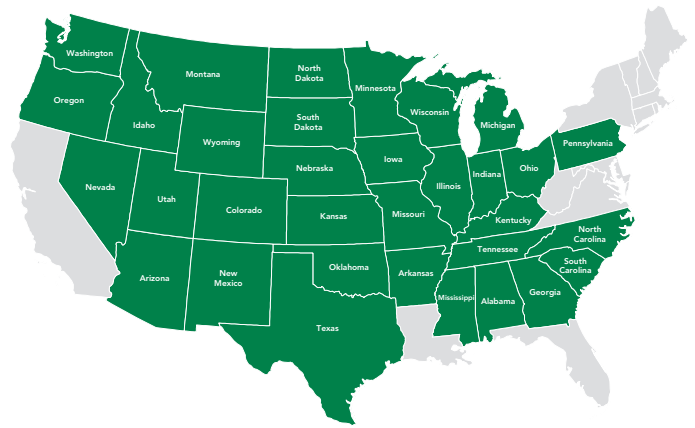 Washington
Montana
North
Dakota
Minnesota
Oregon
Idaho
Wyoming
South
Dakota
Wisconsin
Michigan
Pennsylvania
Nebraska
Iowa
Nevada
Utah
Colorado
Kansas
Missouri
Illinois
Indiana
Ohio
Kentucky
North
Carolina
Tennessee
South
Carolina
Arizona
New
Mexico
Oklahoma
Arkansas
Mississippi
Alabama
Georgia
Texas